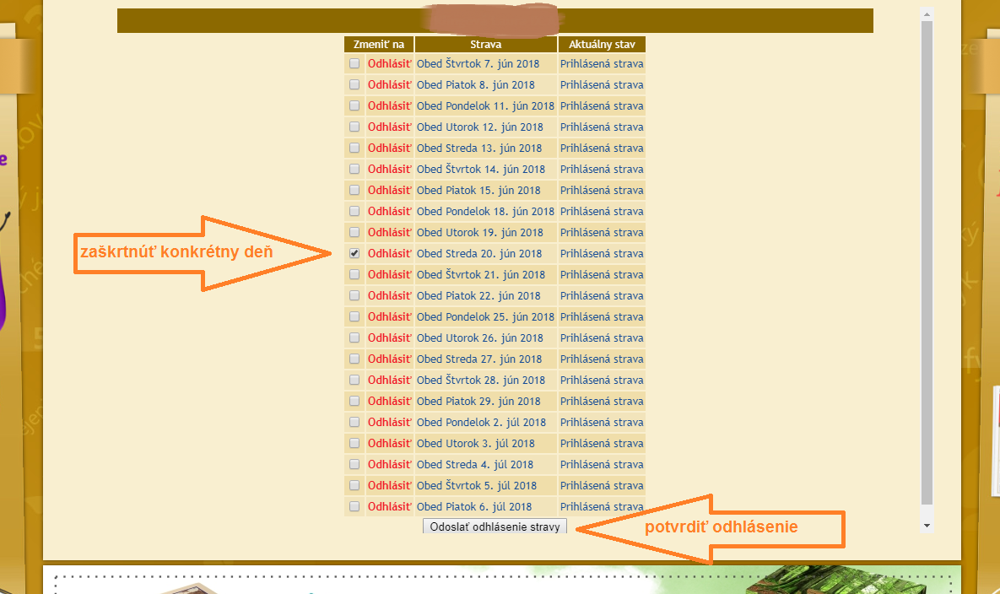 Zmeniť na Strava Aktuálny stav
Odhlásiť Obed Štvrtok 7. jún 2018 Prihlásená strava
Odhlásiť Obed Piatok 8. jún 2018 Prihlásená strava
Odhlásiť Obed Pondelok 11. jún 2018 Prihlásená strava
Odhlásiť Obed Utorok 12. jún 2018 Prihlásená strava
Odhlásiť Obed Streda 13. jún 2018 Prihlásená strava
Odhlásiť Obed Štvrtok 14. jún 2018 Prihlásená strava
Odhlásiť Obed Piatok 15. jún 2018 Prihlásená strava
Odhlásiť Obed Pondelok 18. jún 2018 Prihlásená strava
Odhlásiť Obed Utorok 19. jún 2018 Prihlásená strava
zaškrtnúť konkrétny deň Odhlásiť Obed Streda 20. jún 2018 Prihlásená strava
Odhlásiť Obed Štvrtok 21. jún 2018 Prihlásená strava
Odhlásiť Obed Piatok 22. jún 2018 Prihlásená strava
Odhlásiť Obed Pondelok 25. jún 2018 Prihlásená strava
Odhlásiť Obed Utorok 26. jún 2018 Prihlásená strava
Odhlásiť Obed Streda 27. jún 2018 Prihlásená strava
Odhlásiť Obed Štvrtok 28. jún 2018 Prihlásená strava
Odhlásiť Obed Piatok 29. jún 2018 Prihlásená strava
Odhlásiť Obed Pondelok 2. júl 2018 Prihlásená strava
Odhlásiť Obed Utorok 3. júl 2018 Prihlásená strava
Odhlásiť Obed Streda 4. júl 2018 Prihlásená strava
Odhlásiť Obed Štvrtok 5. júl 2018 Prihlásená strava
Odhlásiť Obed Piatok 6. júl 2018 Prihlásená strava
Odoslať odhlásenie stravy potvrdiť odhlásenie